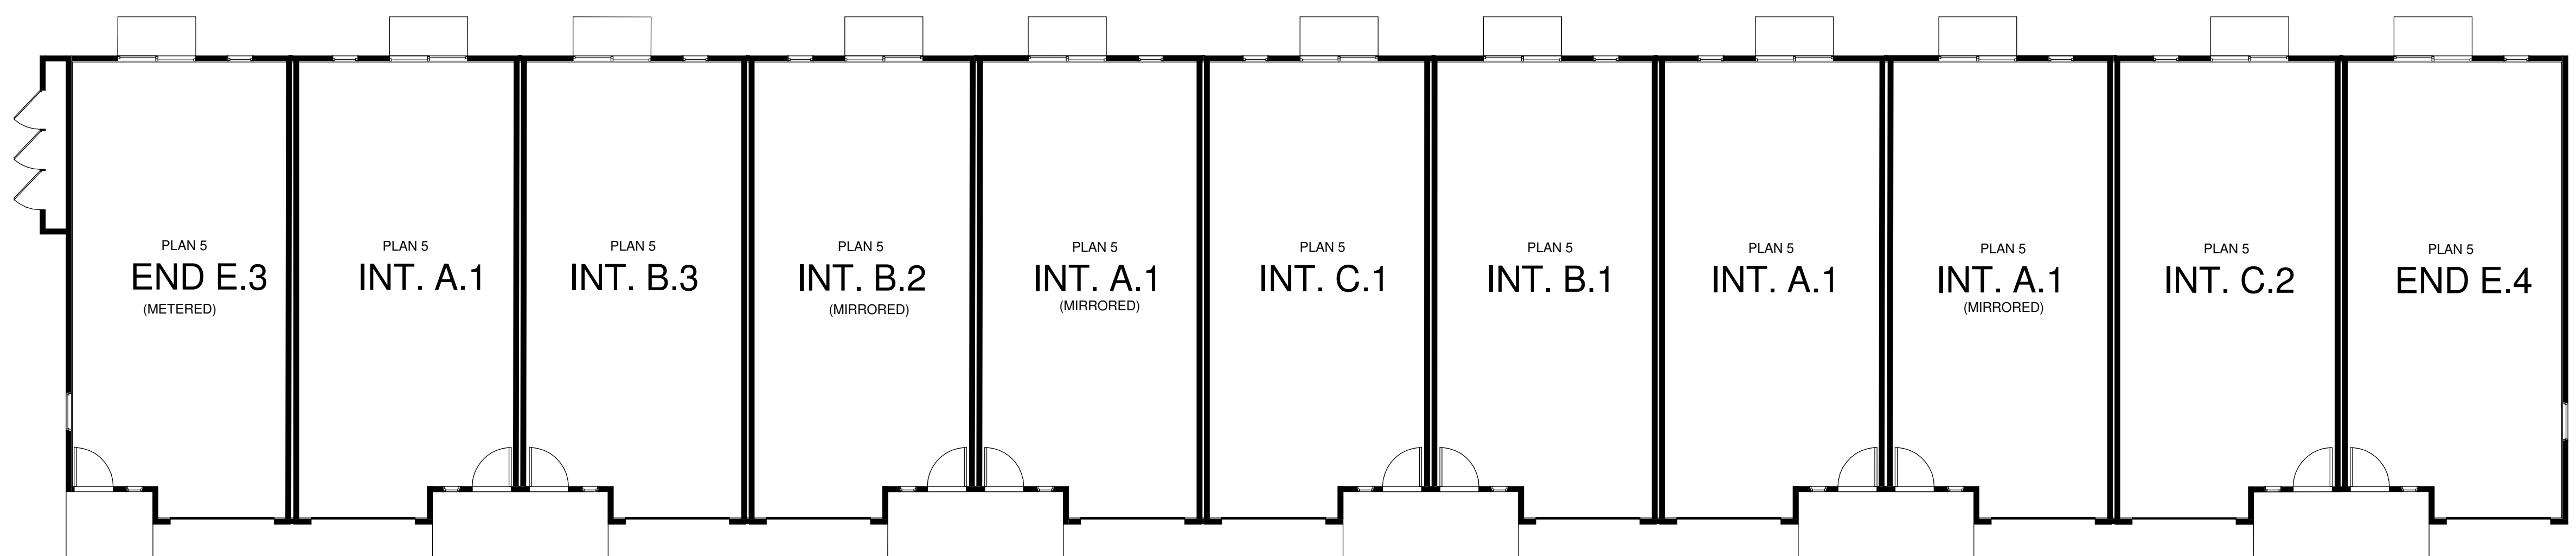 PLAN 5
END E.3
(METERED)
PLAN 5
INT. A.1
PLAN 5
INT. B.3
PLAN 5
INT. B.2
(MIRRORED)
PLAN 5
INT. A.1
(MIRRORED)
PLAN 5
INT. C.1
PLAN 5
INT. B.1
PLAN 5
INT. A.1
PLAN 5
INT. A.1
(MIRRORED)
PLAN 5
INT. C.2
PLAN 5
END E.4